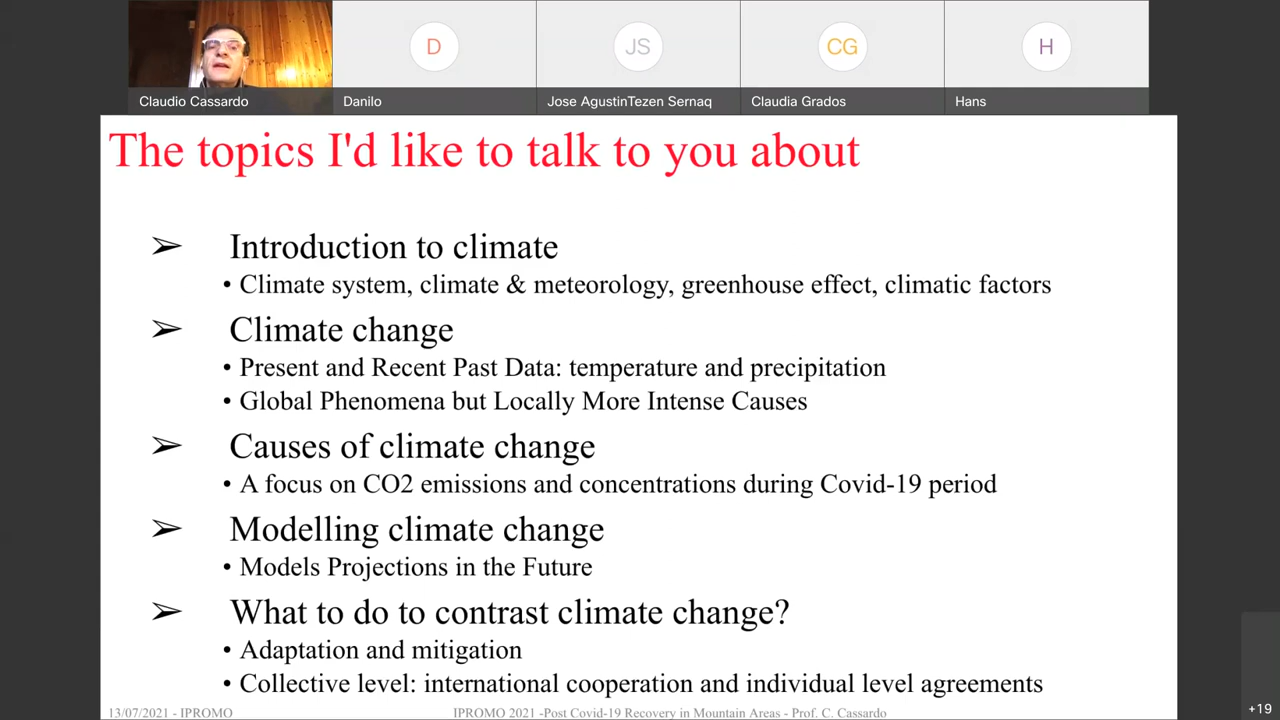 D
JS
CG
H
Claudio Cassardo
Danilo
Jose AgustinTezen Sernaq
Claudia Grados
Hans
The topics I'd like to talk to you about
➢ Introduction to climate
• Climate system, climate & meteorology, greenhouse effect, climatic factors
➢ Climate change
• Present and Recent Past Data: temperature and precipitation
• Global Phenomena but Locally More Intense Causes
➢ Causes of climate change
• A focus on CO2 emissions and concentrations during Covid-19 period
➢ Modelling climate change
• Models Projections in the Future
➢ What to do to contrast climate change?
• Adaptation and mitigation
• Collective level: international cooperation and individual level agreements
13/07/2021 - IPROMO
IPROMO 2021 -Post Covid-19 Recovery in Mountain Areas - Prof. C. Cassardo
+19